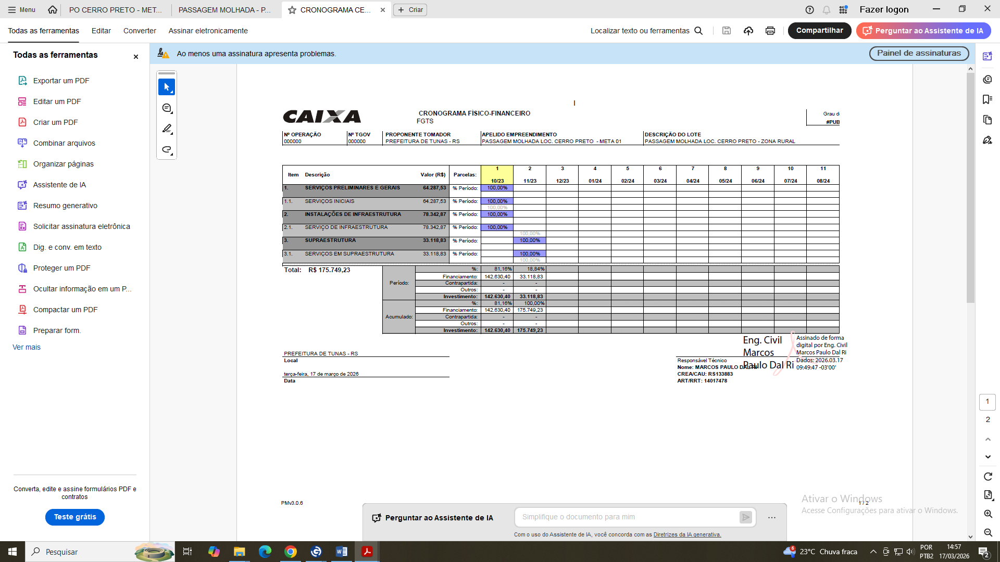 Menu
PO CERRO PRETO - MET...
PASSAGEM MOLHADA - P...
CRONOGRAMA CE...
Criar
Fazer logon
Todas as ferramentas
Editar
Converter
Assinar eletronicamente
Localizar texto ou ferramentas
Compartilhar
Perguntar ao Assistente de IA
Todas as ferramentas
Ao menos uma assinatura apresenta problemas.
Painel de assinaturas
Exportar um PDF
Editar um PDF
Criar um PDF
Combinar arquivos
Organizar páginas
Assistente de IA
Resumo generativo
Solicitar assinatura eletrônica
Dig. e conv. em texto
Proteger um PDF
Ocultar informação em um P...
Compactar um PDF
Preparar form.
Ver mais
Converta, edite e assine formulários PDF e contratos
Teste grátis
CAIXA
CRONOGRAMA FÍSICO-FINANCEIRO
FGTS
Grau d
#PUB
Nº OPERAÇÃO Nº TGOV PROPONENTE TOMADOR APELIDO EMPREENDIMENTO DESCRIÇÃO DO LOTE
000000 000000 PREFEITURA DE TUNAS - RS PASSAGEM MOLHADA LOC. CERRO PRETO - META 01 PASSAGEM MOLHADA LOC. CERRO PRETO - ZONA RURAL
1 2 3 4 5 6 7 8 9 10 11
Item Descrição Valor (R$) Parcelas:
10/23 11/23 12/23 01/24 02/24 03/24 04/24 05/24 06/24 07/24 08/24
1. SERVIÇOS PRELIMINARES E GERAIS 64.287,53 % Período: 100,00%
1.1. SERVIÇOS INICIAIS 64.287,53 % Período: 100,00%
100,00%
2. INSTALAÇÕES DE INFRAESTRUTURA 78.342,87 % Período: 100,00%
2.1. SERVIÇO DE INFRAESTRUTURA 78.342,87 % Período: 100,00%
100,00%
3. SUPRAESTRUTURA 33.118,83 % Período: 100,00%
3.1. SERVIÇOS EM SUPRAESTRUTURA 33.118,83 % Período: 100,00%
100,00%
Total: R$ 175.749,23
Período:
%: 81,16% 18,84%
Financiamento: 142.630,40 33.118,83
Contrapartida: - -
Outros: - -
Investimento: 142.630,40 33.118,83
Acumulado:
%: 81,16% 100,00%
Financiamento: 142.630,40 175.749,23
Contrapartida: - -
Outros: - -
Investimento: 142.630,40 175.749,23
PREFEITURA DE TUNAS - RS
Local
terça-feira, 17 de março de 2026
Data
Responsável Técnico
Nome: MARCOS PAULO DAL RI
CREA/CAU: RS133883
ART/RRT: 14017478
Eng. Civil
Marcos
Paulo Dal Ri
Assinado de forma
digital por Eng. Civil
Marcos Paulo Dal Ri
Dados: 2026.03.17
09:49:47 -03'00'
PMv3.0.6
1 / 2
1
2
Ativar o Windows
Acesse Configurações para ativar o Windows.
Perguntar ao Assistente de IA
Simplifique o documento para mim
Com o uso do Assistente de IA, você concorda com as Diretrizes da IA generativa.
Pesquisar
6
23°C Chuva fraca
POR
PTB2
14:57
17/03/2026
2